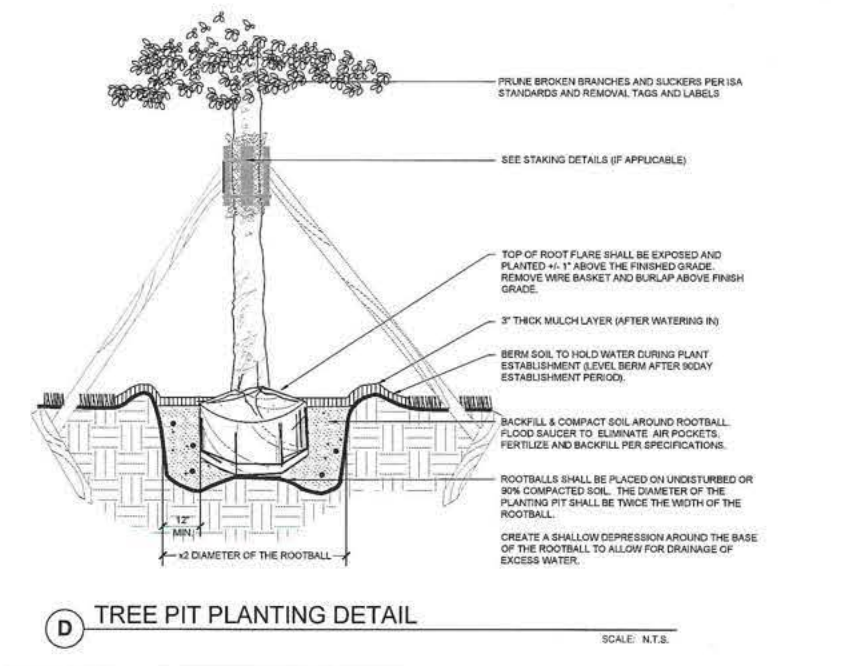 PRUNE BROKEN BRANCHES AND SUCKERS PER ISA
STANDARDS AND REMOVAL TAGS AND LABELS
SEE STAKING DETAILS (IF APPLICABLE)
TOP OF ROOT FLARE SHALL BE EXPOSED AND
PLANTED +/- 1" ABOVE THE FINISHED GRADE.
REMOVE WIRE BASKET AND BURLAP ABOVE FINISH
GRADE.
3" THICK MULCH LAYER (AFTER WATERING IN)
BERM SOIL TO HOLD WATER DURING PLANT
ESTABLISHMENT (LEVEL BERM AFTER 90DAY
ESTABLISHMENT PERIOD).
BACKFILL & COMPACT SOIL AROUND ROOTBALL.
FLOOD SAUCER TO ELIMINATE AIR POCKETS.
FERTILIZE AND BACKFILL PER SPECIFICATIONS.
ROOTBALLS SHALL BE PLACED ON UNDISTURBED OR
90% COMPACTED SOIL. THE DIAMETER OF THE
PLANTING PIT SHALL BE TWICE THE WIDTH OF THE
ROOTBALL.
CREATE A SHALLOW DEPRESSION AROUND THE BASE
OF THE ROOTBALL TO ALLOW FOR DRAINAGE OF
EXCESS WATER.
12"
MIN.
x2 DIAMETER OF THE ROOTBALL
D
TREE PIT PLANTING DETAIL
SCALE: N.T.S.